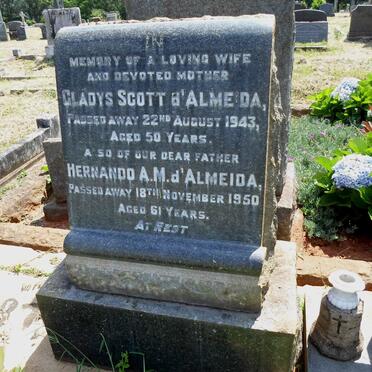 IN
MEMORY OF A LOVING WIFE
AND DEVOTED MOTHER
GLADYS SCOTT d'ALMEIDA,
PASSED AWAY 22ND AUGUST 1943,
AGED 50 YEARS.
A SO OF OUR DEAR FATHER
HERNANDO A.M. d'ALMEIDA,
PASSED AWAY 18TH NOVEMBER 1950
AGED 61 YEARS.
AT REST